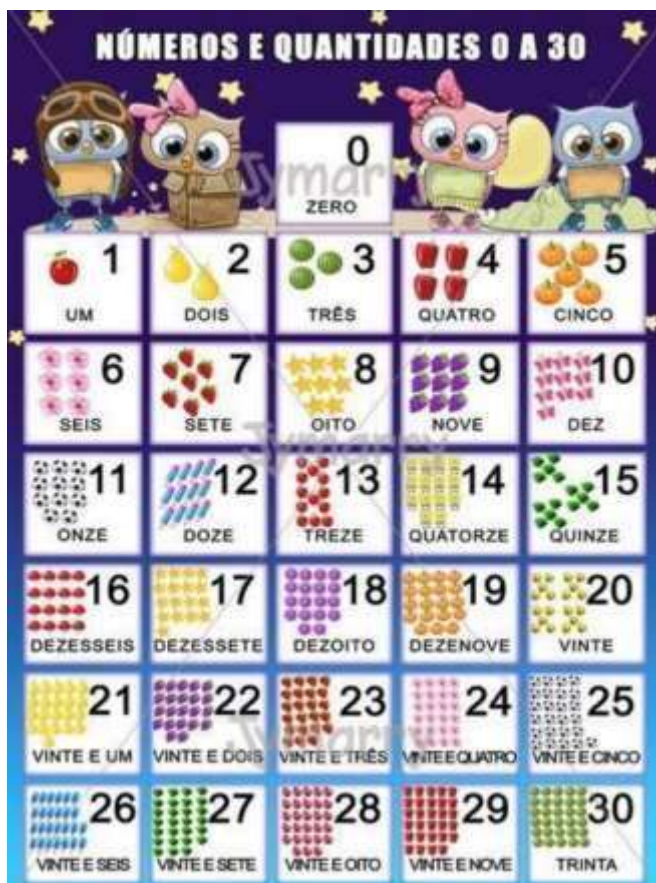 NÚMEROS E QUANTIDADES 0 A 30
0
ZERO
1 2 3 4 5
UM DOIS TRÊS QUATRO CINCO
6 7 8 9 10
SEIS SETE OITO NOVE DEZ
11 12 13 14 15
ONZE DOZE TREZE QUATORZE QUINZE
16 17 18 19 20
DEZESSEIS DEZESSETE DEZOITO DEZENOVE VINTE
21 22 23 24 25
VINTE E UM VINTE E DOIS VINTE E TRÊS VINTE E QUATRO VINTE E CINCO
26 27 28 29 30
VINTE E SEIS VINTE E SETE VINTE E OITO VINTE E NOVE TRINTA
Jymarry
Jymarry
Jymarry